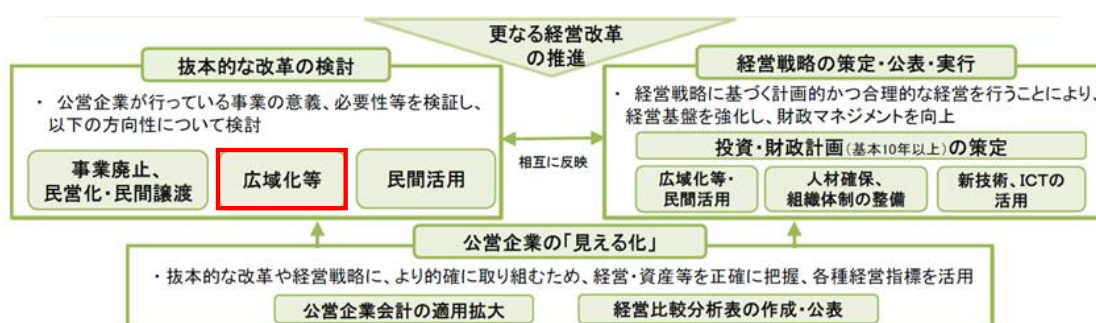 更なる経営改革
の推進
抜本的な改革の検討
・ 公営企業が行っている事業の意義、必要性等を検証し、
以下の方向性について検討
事業廃止、
民営化・民間譲渡
広域化等
民間活用
相互に反映
経営戦略の策定・公表・実行
・ 経営戦略に基づく計画的かつ合理的な経営を行うことにより、
経営基盤を強化し、財政マネジメントを向上
投資・財政計画(基本10年以上)の策定
広域化等・
民間活用
人材確保、
組織体制の整備
新技術、ICTの
活用
公営企業の「見える化」
・抜本的な改革や経営戦略に、より的確に取り組むため、経営・資産等を正確に把握、各種経営指標を活用
公営企業会計の適用拡大
経営比較分析表の作成・公表